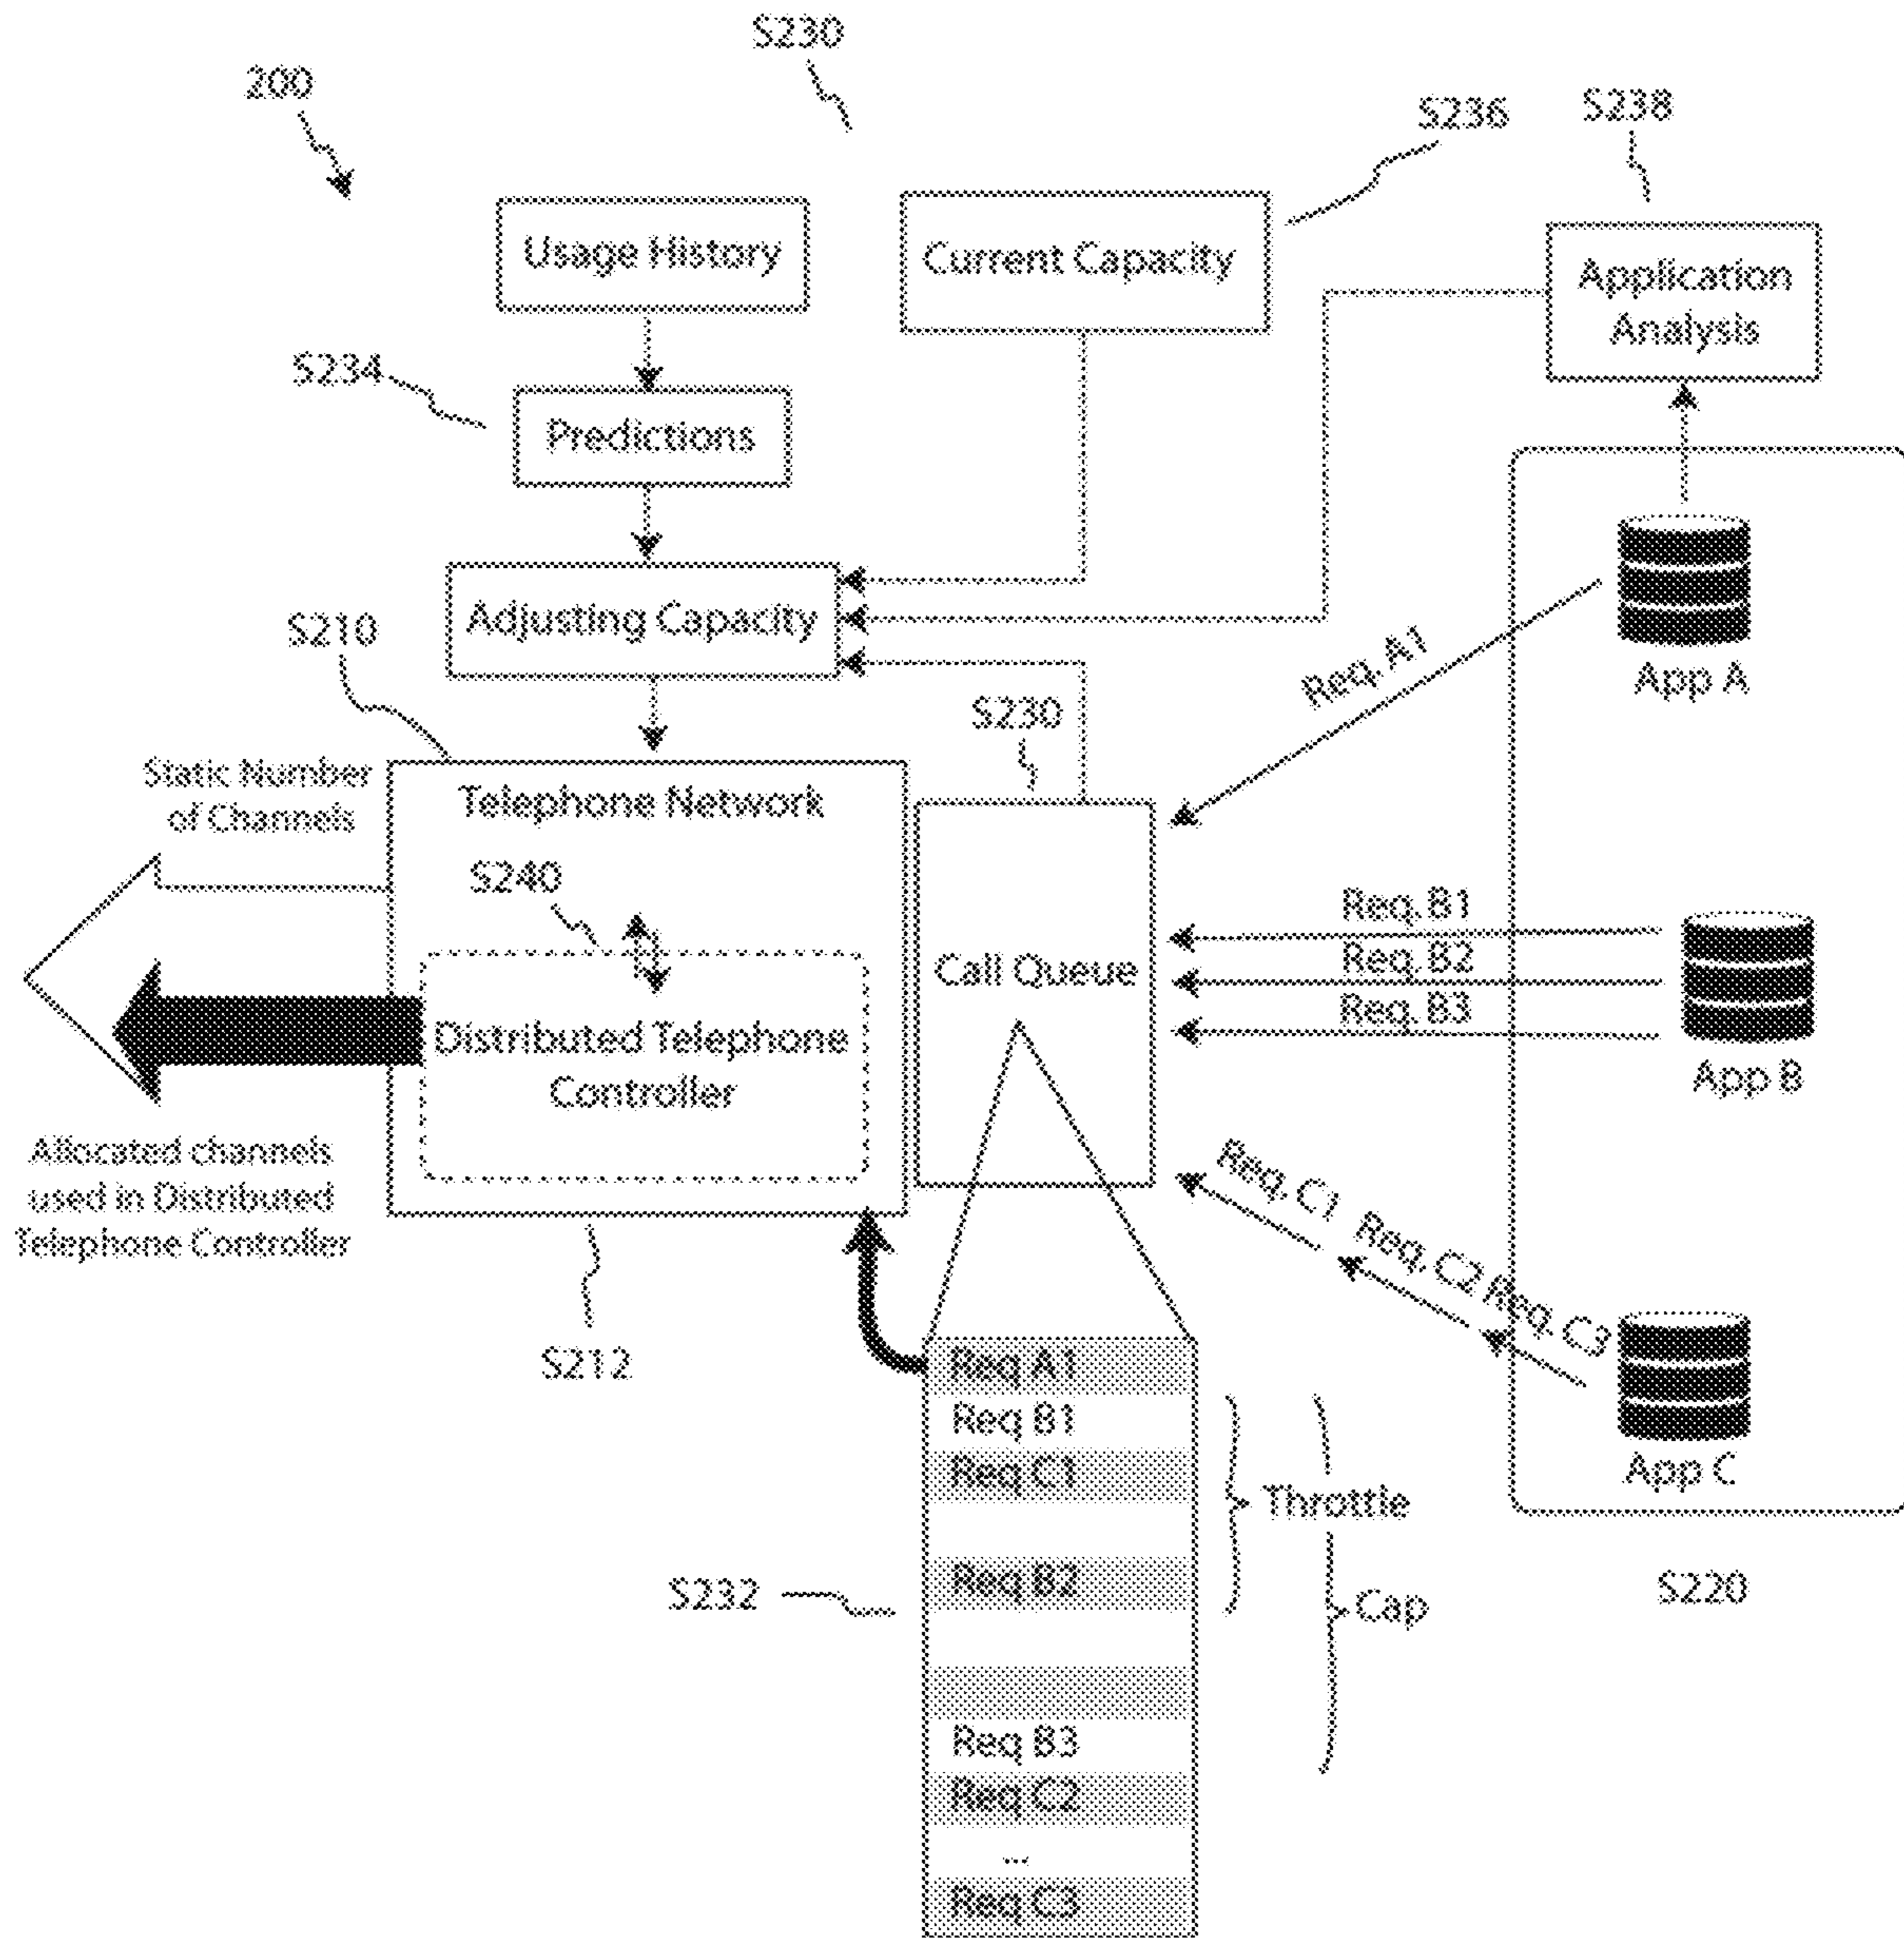 S230
200
S236
S238
Usage History
Current Capacity
Application
Analysis
S234
Predictions
Adjusting Capacity
S210
Req. A1
App A
S230
Static Number
of Channels
Telephone Network
S240
Call Queue
Req. B1
Req. B2
Req. B3
App B
Distributed Telephone
Controller
Allocated channels
used in Distributed
Telephone Controller
Req. C1
Req. C2
Req. C3
App C
S212
Req A1
Req B1
Req C1
Throttle
Req B2
S232
Cap
S220
Req B3
Req C2
...
Req C3